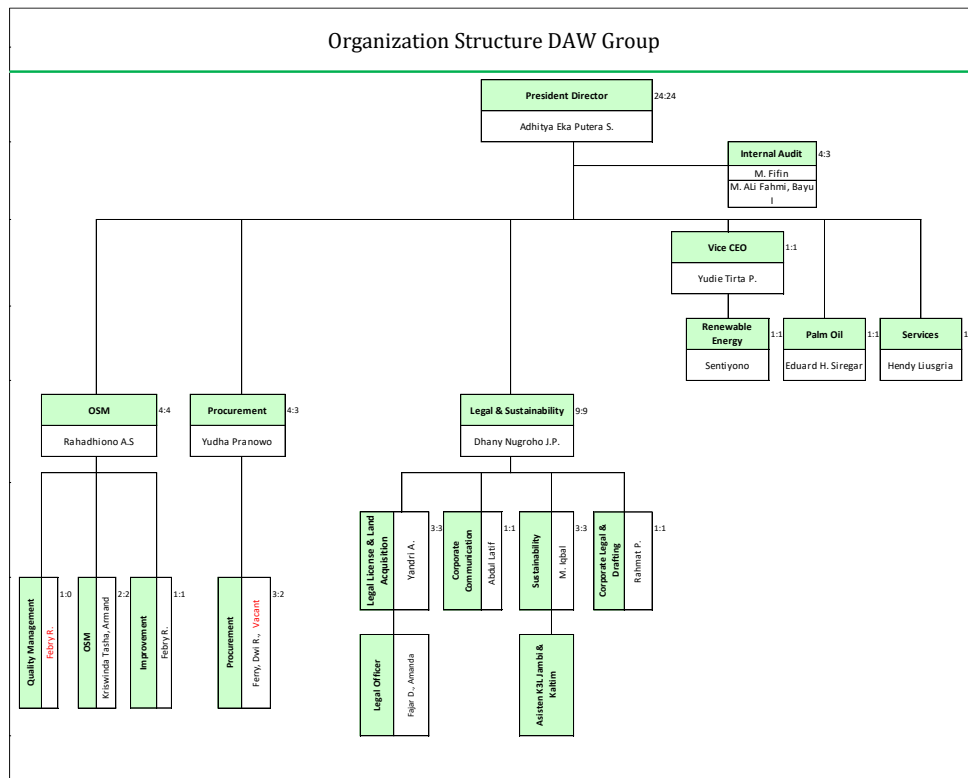 Organization Structure DAW Group
President Director
24:24
Adhitya Eka Putera S.
Internal Audit
4:3
M. Fifin
M. ALi Fahmi, Bayu
I
Vice CEO
1:1
Yudie Tirta P.
Renewable
Energy
1:1
Sentiyono
Palm Oil
1:1
Eduard H. Siregar
Services
1
Hendy Liusgria
OSM
4:4
Rahadhiono A.S
Procurement
4:3
Yudha Pranowo
Legal & Sustainability
9:9
Dhany Nugroho J.P.
Legal License & Land
Acquisition
Yandri A.
3:3
Corporate
Communication
Abdul Latif
1:1
Sustainability
M. Iqbal
3:3
Corporate Legal &
Drafting
Rahmat P.
1:1
Quality Management
Febry R.
1:0
OSM
Kriswinda Tasha, Armand
2:2
Improvement
Febry R.
1:1
Procurement
Ferry, Dwi R., Vacant
3:2
Legal Officer
Fajar D., Amanda
Asisten K3L Jambi &
Kaltim